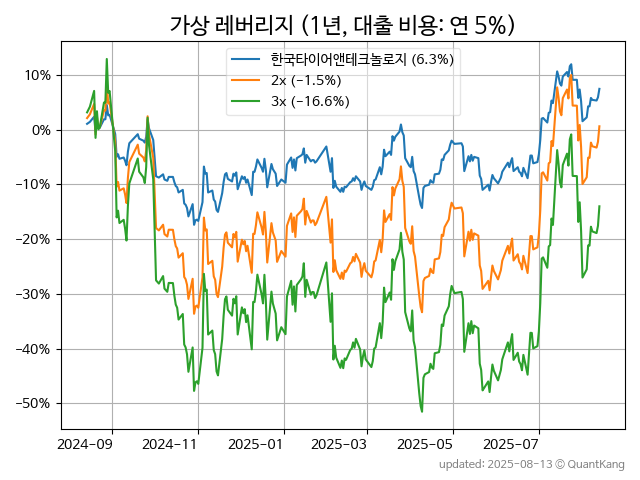 가상 레버리지 (1년, 대출 비용: 연 5%)
한국타이어앤테크놀로지 (6.3%)
2x (−1.5%)
3x (−16.6%)
10%
0%
−10%
−20%
−30%
−40%
−50%
2024-09 2024-11 2025-01 2025-03 2025-05 2025-07
updated: 2025-08-13 © QuantKang